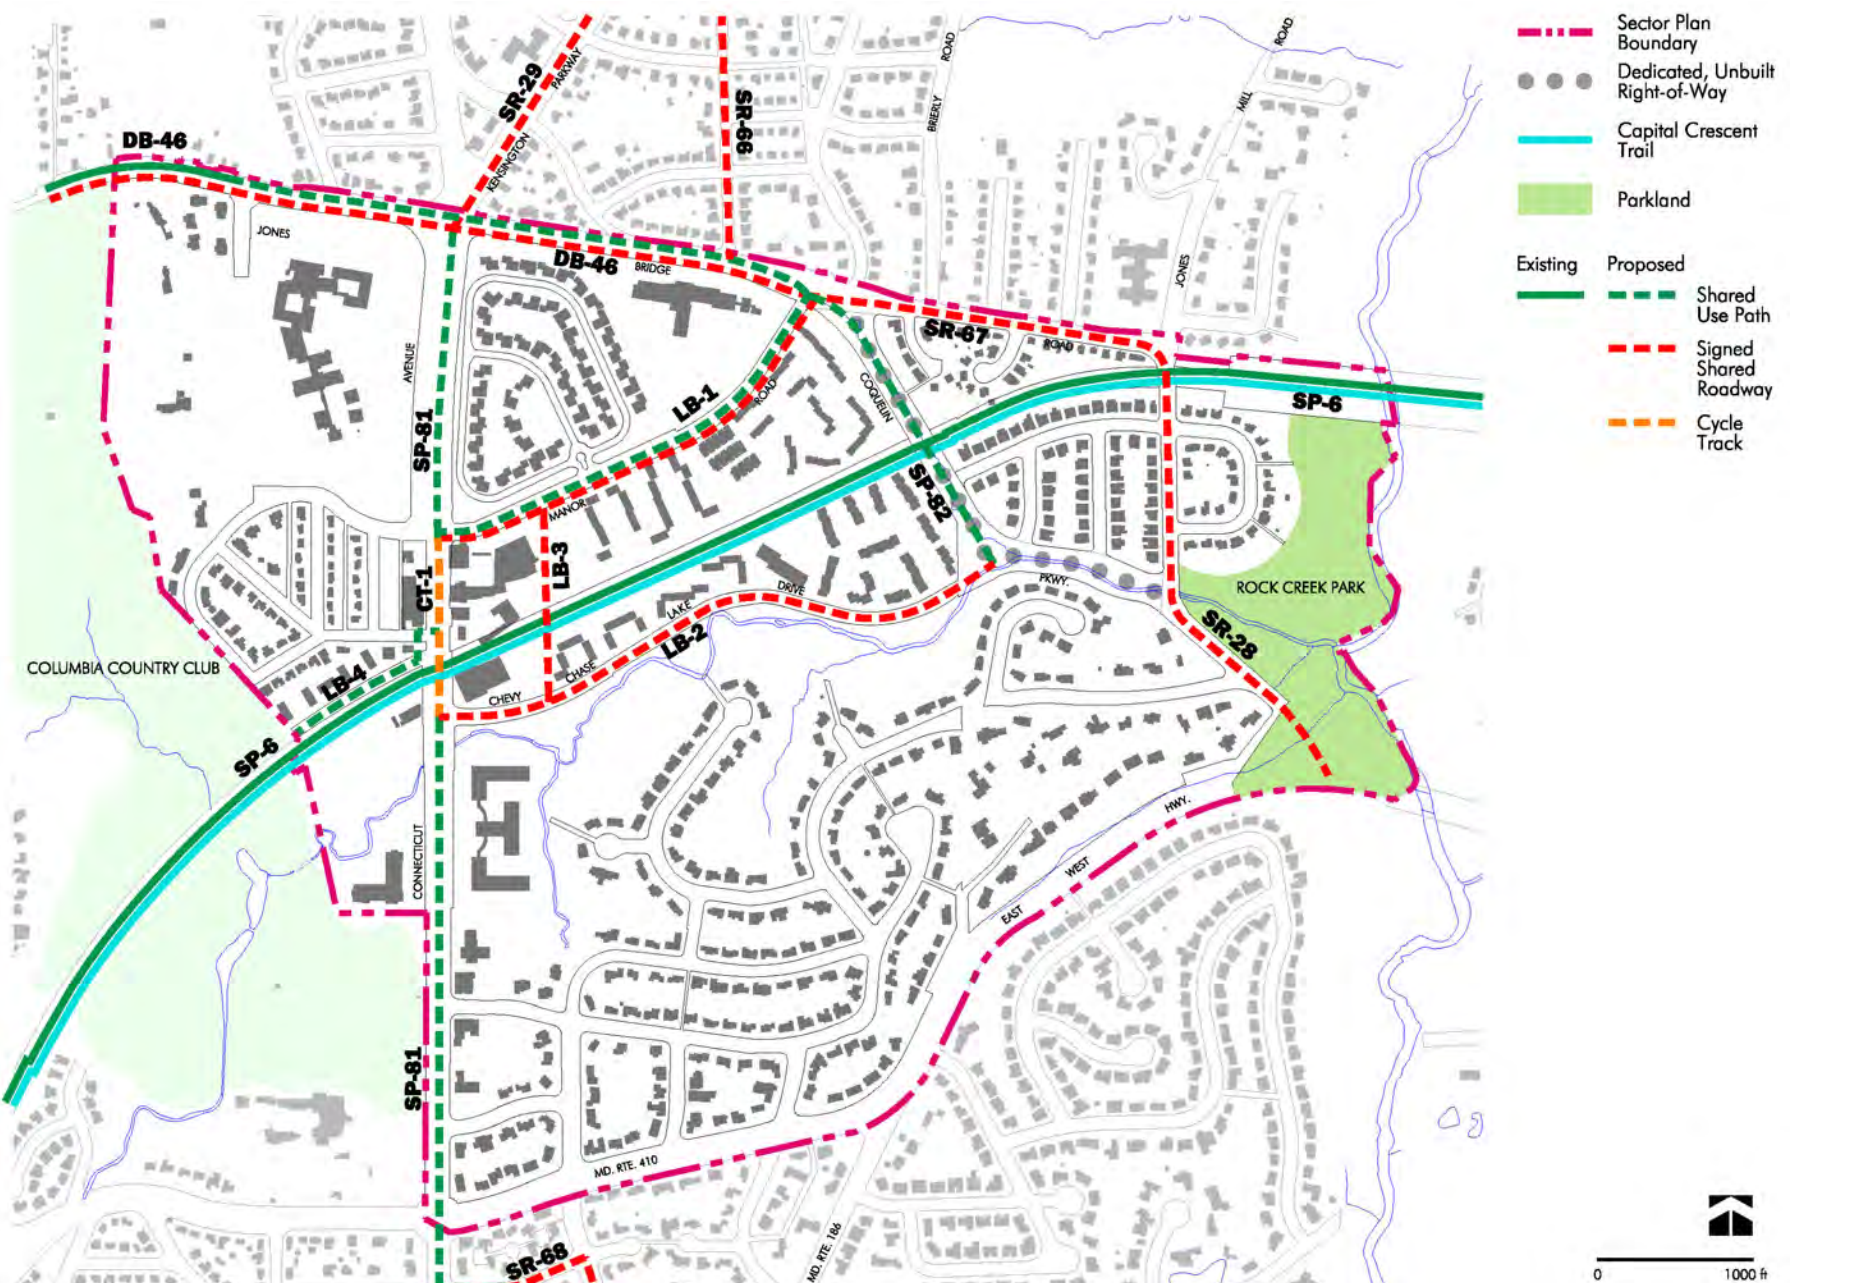 Sector Plan
Boundary
Dedicated, Unbuilt
Right-of-Way
Capital Crescent
Trail
Parkland
Existing Proposed
Shared
Use Path
Signed
Shared
Roadway
Cycle
Track
0 1000 ft
ROAD
ROAD
SR-29
PARKWAY
SR-66
BRIERLY
MILL
DB-46
KENSINGTON
JONES
DB-46
BRIDGE
JONES
SR-67
ROAD
AVENUE
COQUELIN
ROAD
LB-1
SP-6
SP-81
SP-82
MANOR
LB-3
CT-1
DRIVE
PKWY.
ROCK CREEK PARK
LAKE
LB-2
SR-28
COLUMBIA COUNTRY CLUB
LB-4
CHASE
CHEVY
SP-6
HWY.
CONNECTICUT
WEST
EAST
SP-81
MD. RTE. 410
MD. RTE. 186
SR-68